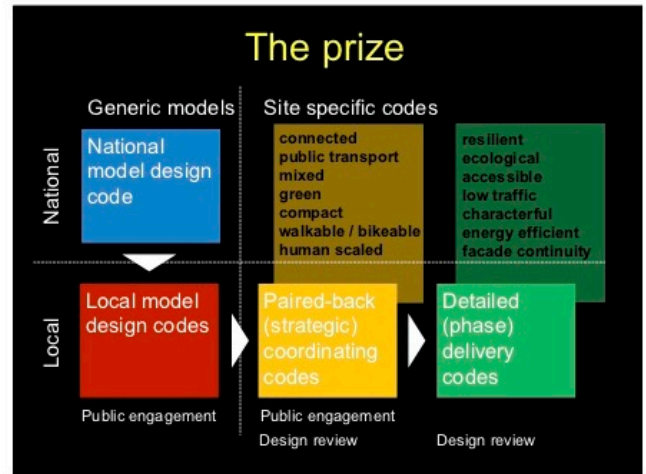 The prize
Generic models
Site specific codes
National
National
model design
code
connected
public transport
mixed
green
compact
walkable / bikeable
human scaled
resilient
ecological
accessible
low traffic
characterful
energy efficient
facade continuity
Local
Local model
design codes
Paired-back
(strategic)
coordinating
codes
Detailed
(phase)
delivery
codes
Public engagement
Public engagement
Design review
Design review